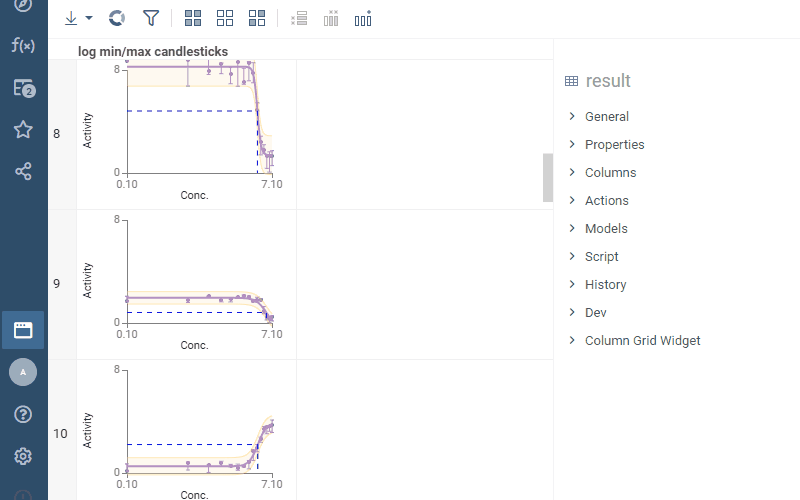 log min/max candlesticks
f(x)
2
A
?
8
8
Activity
0
0.10
7.10
Conc.
9
8
Activity
0
0.10
7.10
Conc.
10
8
Activity
0
0.10
7.10
Conc.
result
General
Properties
Columns
Actions
Models
Script
History
Dev
Column Grid Widget